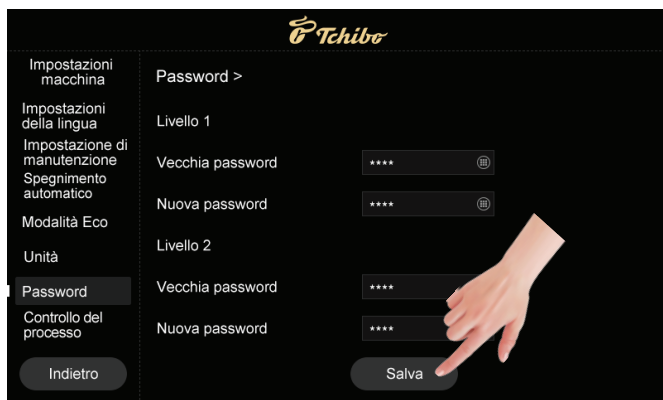 Tchibo
Impostazioni
macchina
Impostazioni
della lingua
Impostazione di
manutenzione
Spegnimento
automatico
Modalità Eco
Unità
Password
Controllo del
processo
Indietro
Password >
Livello 1
Vecchia password ****
Nuova password ****
Livello 2
Vecchia password ****
Nuova password ****
Salva